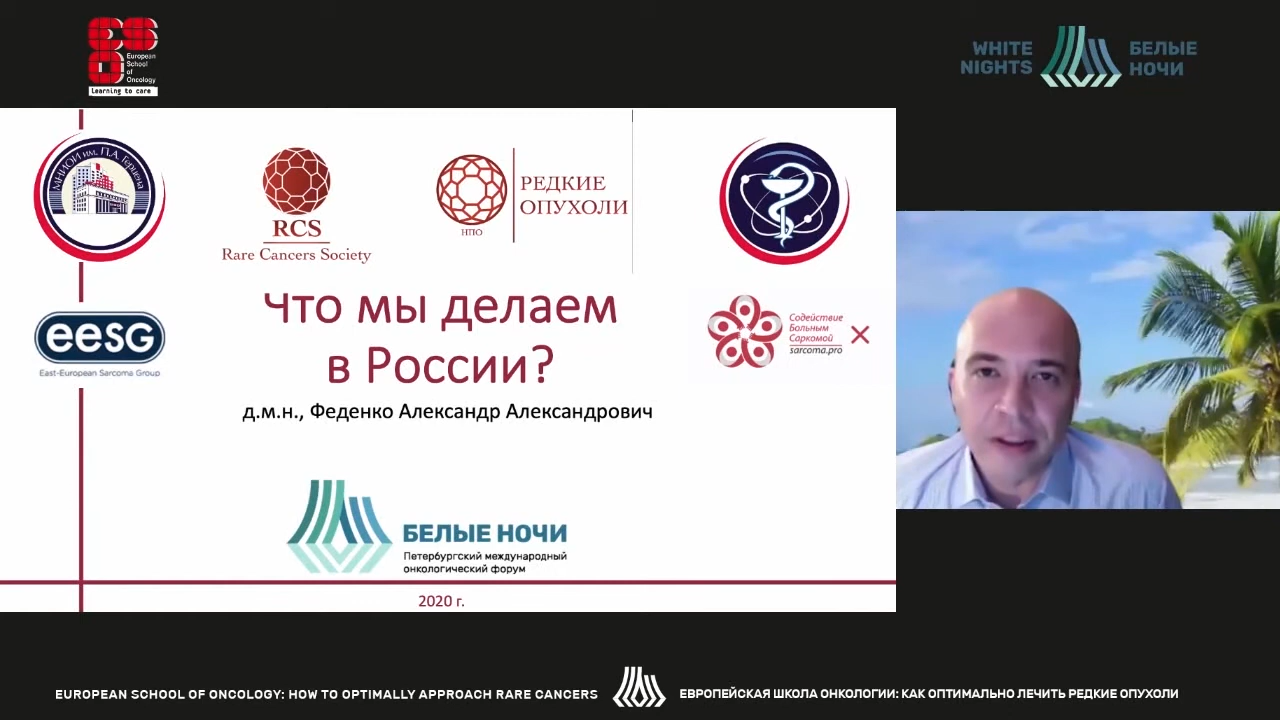 European
School
of
Oncology
Learning to care
WHITE
NIGHTS
БЕЛЫЕ
НОЧИ
МНИОИ им. П.А. Герцена
RCS
Rare Cancers Society
НПО
РЕДКИЕ
ОПУХОЛИ
eesg
East-European Sarcoma Group
Что мы делаем
в России?
д.м.н., Феденко Александр Александрович
Содействие
Больным
Саркомой
sarcoma.pro
БЕЛЫЕ НОЧИ
Петербургский международный
онкологический форум
2020 г.
EUROPEAN SCHOOL OF ONCOLOGY: HOW TO OPTIMALLY APPROACH RARE CANCERS
ЕВРОПЕЙСКАЯ ШКОЛА ОНКОЛОГИИ: КАК ОПТИМАЛЬНО ЛЕЧИТЬ РЕДКИЕ ОПУХОЛИ